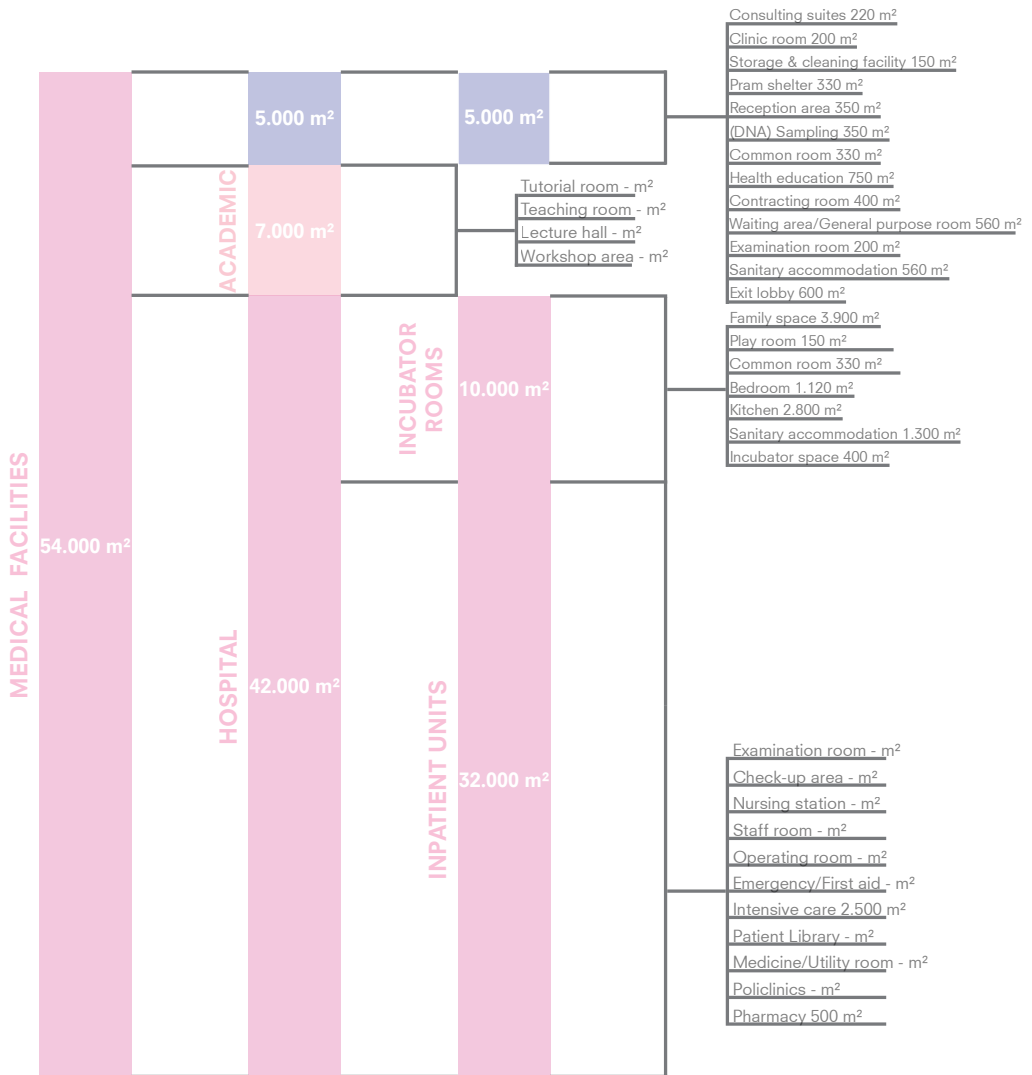 MEDICAL FACILITIES
54.000 m²
5.000 m²
ACADEMIC
7.000 m²
HOSPITAL
42.000 m²
5.000 m²
Tutorial room - m²
Teaching room - m²
Lecture hall - m²
Workshop area - m²
INCUBATOR
ROOMS
10.000 m²
INPATIENT UNITS
32.000 m²
Consulting suites 220 m²
Clinic room 200 m²
Storage & cleaning facility 150 m²
Pram shelter 330 m²
Reception area 350 m²
(DNA) Sampling 350 m²
Common room 330 m²
Health education 750 m²
Contracting room 400 m²
Waiting area/General purpose room 560 m²
Examination room 200 m²
Sanitary accommodation 560 m²
Exit lobby 600 m²
Family space 3.900 m²
Play room 150 m²
Common room 330 m²
Bedroom 1.120 m²
Kitchen 2.800 m²
Sanitary accommodation 1.300 m²
Incubator space 400 m²
Examination room - m²
Check-up area - m²
Nursing station - m²
Staff room - m²
Operating room - m²
Emergency/First aid - m²
Intensive care 2.500 m²
Patient Library - m²
Medicine/Utility room - m²
Policlinics - m²
Pharmacy 500 m²